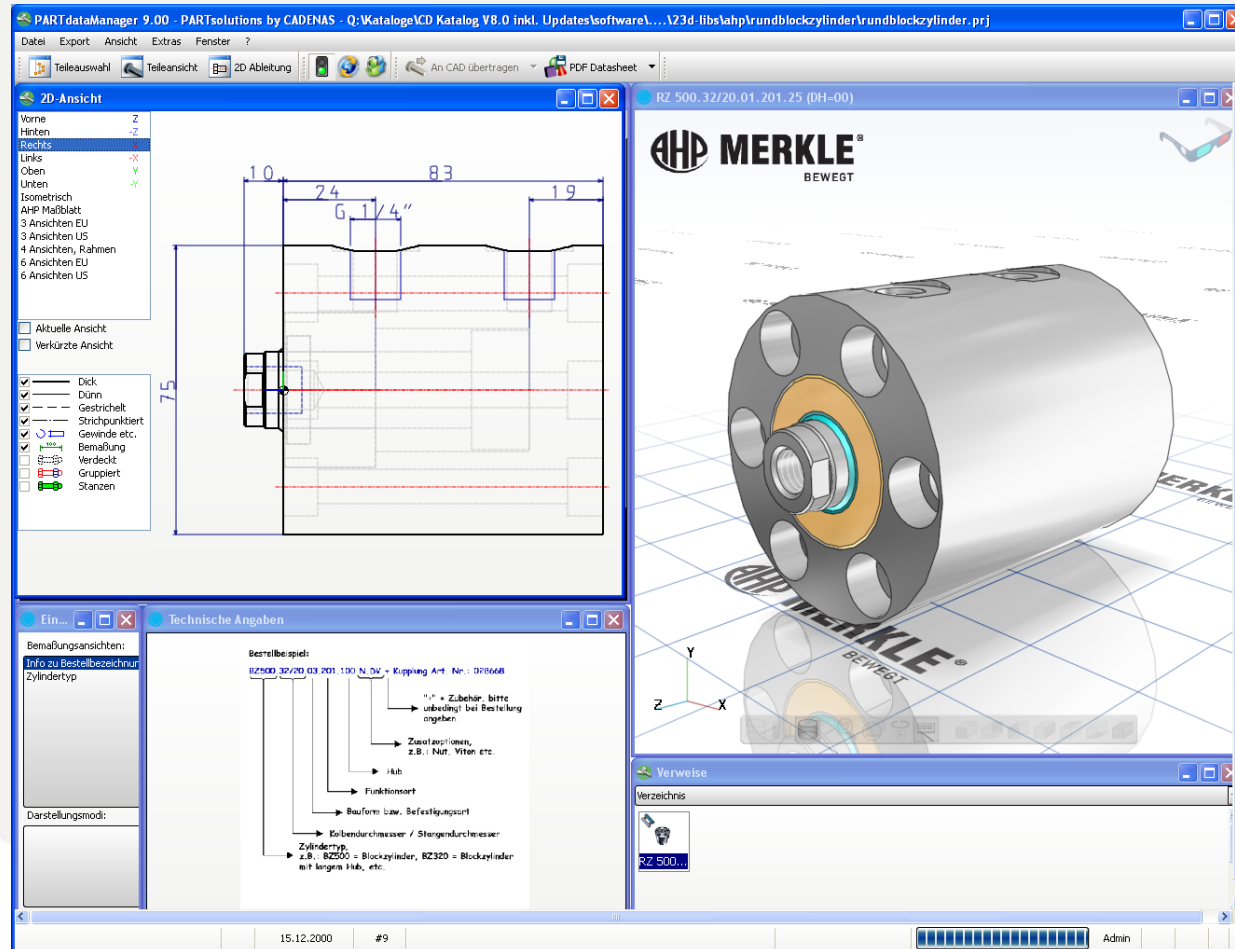 PARTdataManager 9.00 - PARTsolutions by CADENAS - Q:\Kataloge\CD Katalog V8.0 inkl. Updates\software\....\23d-libs\ahp\rundblockzylinder\rundblockzylinder.prj
Datei Export Ansicht Extras Fenster ?
Teileauswahl Teileansicht 2D Ableitung An CAD übertragen PDF Datasheet
2D-Ansicht
Vorne Z
Hinten -Z
Rechts X
Links -X
Oben Y
Unten -Y
Isometrisch
AHP Maßblatt
3 Ansichten EU
3 Ansichten US
4 Ansichten, Rahmen
6 Ansichten EU
6 Ansichten US
Aktuelle Ansicht
Verkürzte Ansicht
Dick
Dünn
Gestrichelt
Strichpunktiert
Gewinde etc.
Bemaßung
Verdeckt
Gruppiert
Stanzen
10 83
24 19
G 1/4"
75
RZ 500.32/20.01.201.25 (DH=00)
AHP MERKLE®
BEWEGT
MERKLE
AHP MERKLE®
BEWEGT
Y
Z X
Ein...
Bemaßungsansichten:
Info zu Bestellbezeichnun
Zylindertyp
Darstellungsmodi:
Technische Angaben
Bestellbeispiel:
BZ500.32/20.03.201.100 N.DV + Kupplung Art. Nr.: 028668
"+" = Zubehör, bitte
unbedingt bei Bestellung
angeben
Zusatzoptionen,
z.B.: Nut, Viton etc.
Hub
Funktionsart
Bauform bzw. Befestigungsart
Kolbendurchmesser / Stangendurchmesser
Zylindertyp,
z.B.: BZ500 = Blockzylinder, BZ320 = Blockzylinder
mit langem Hub, etc.
Verweise
Verzeichnis
RZ 500...
15.12.2000 #9 Admin